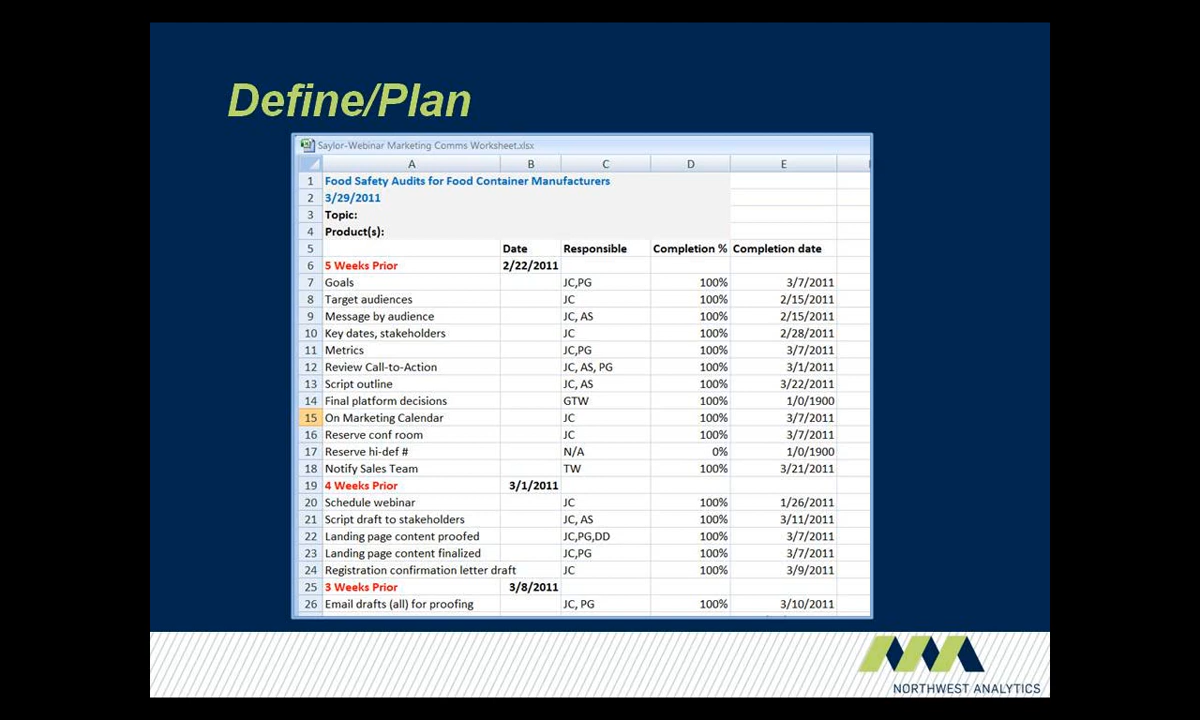 Define/Plan
Saylor-Webinar Marketing Comms Worksheet.xlsx
A B C D E
1 Food Safety Audits for Food Container Manufacturers
2 3/29/2011
3 Topic:
4 Product(s):
5 Date Responsible Completion % Completion date
6 5 Weeks Prior 2/22/2011
7 Goals JC,PG 100% 3/7/2011
8 Target audiences JC 100% 2/15/2011
9 Message by audience JC, AS 100% 2/15/2011
10 Key dates, stakeholders JC 100% 2/28/2011
11 Metrics JC,PG 100% 3/7/2011
12 Review Call-to-Action JC, AS, PG 100% 3/1/2011
13 Script outline JC, AS 100% 3/22/2011
14 Final platform decisions GTW 100% 1/0/1900
15 On Marketing Calendar JC 100% 3/7/2011
16 Reserve conf room JC 100% 3/7/2011
17 Reserve hi-def # N/A 0% 1/0/1900
18 Notify Sales Team TW 100% 3/21/2011
19 4 Weeks Prior 3/1/2011
20 Schedule webinar JC 100% 1/26/2011
21 Script draft to stakeholders JC, AS 100% 3/11/2011
22 Landing page content proofed JC,PG,DD 100% 3/7/2011
23 Landing page content finalized JC,PG 100% 3/7/2011
24 Registration confirmation letter draft JC 100% 3/9/2011
25 3 Weeks Prior 3/8/2011
26 Email drafts (all) for proofing JC, PG 100% 3/10/2011
NORTHWEST ANALYTICS